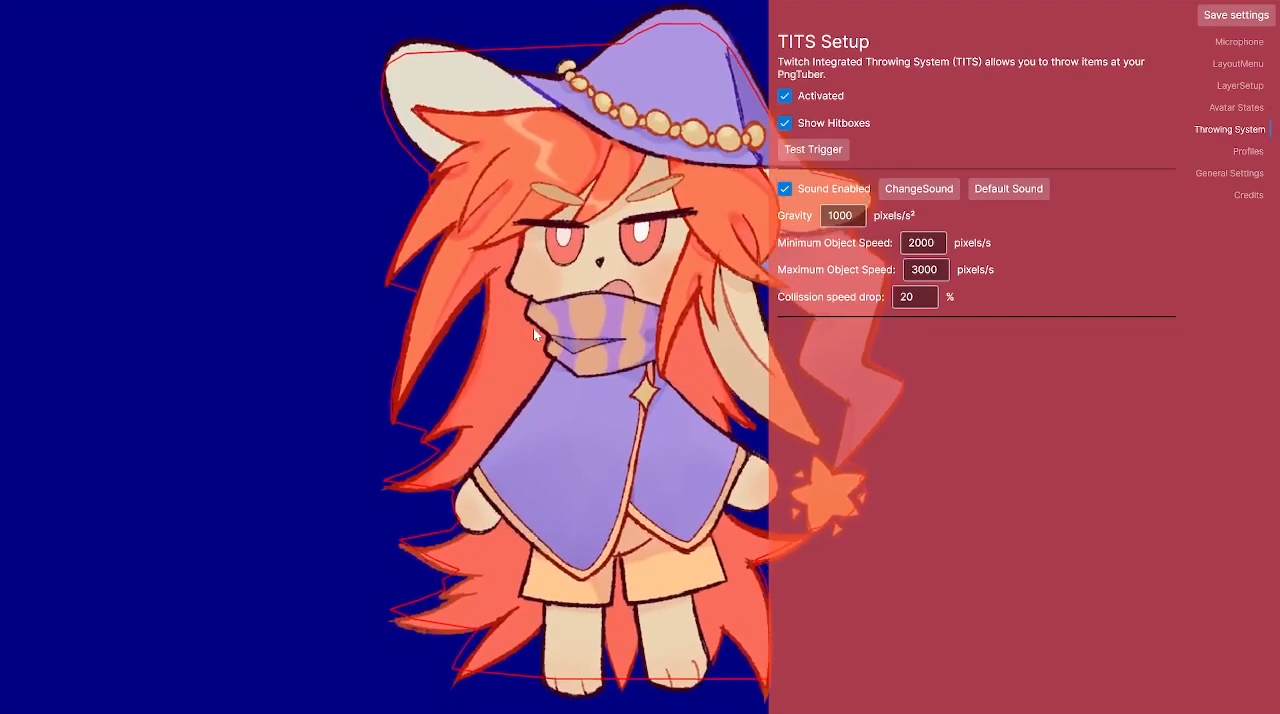 Save settings
TITS Setup
Twitch Integrated Throwing System (TITS) allows you to throw items at your
PngTuber.
Activated
Show Hitboxes
Test Trigger
Sound Enabled ChangeSound Default Sound
Gravity 1000 pixels/s²
Minimum Object Speed: 2000 pixels/s
Maximum Object Speed: 3000 pixels/s
Collission speed drop: 20 %
Microphone
LayoutMenu
LayerSetup
Avatar States
Throwing System
Profiles
General Settings
Credits